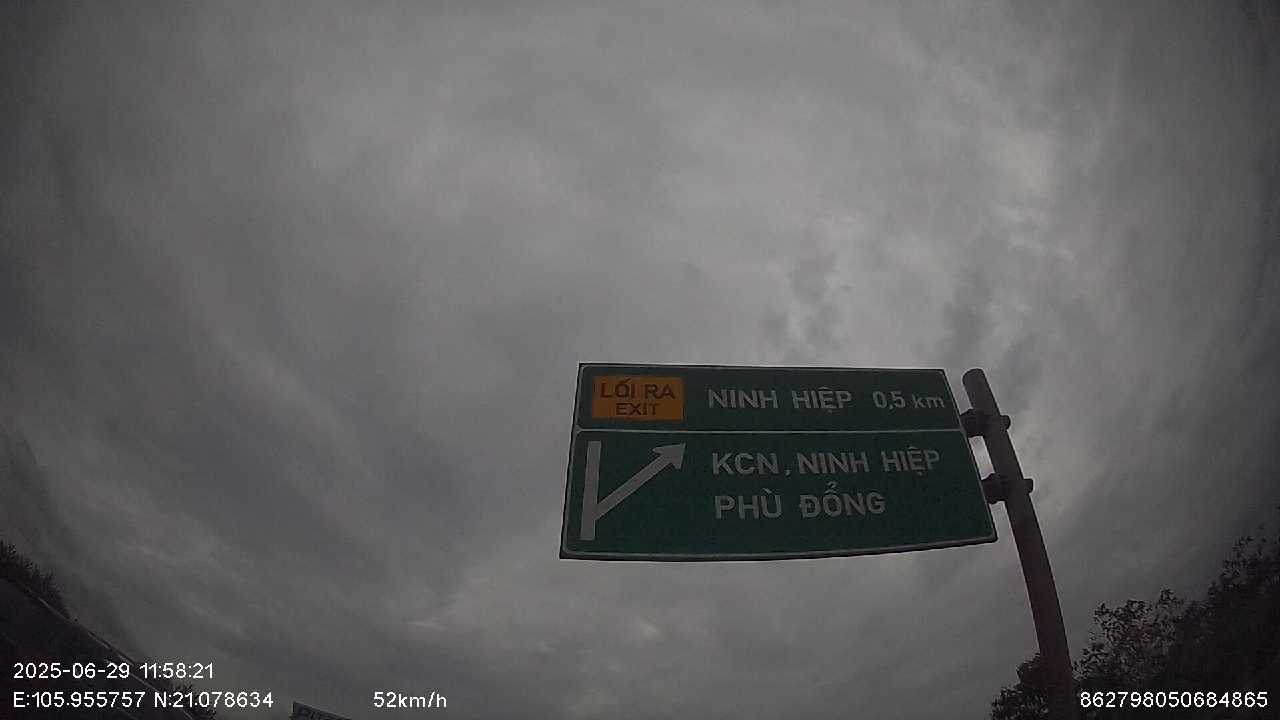 LỐI RA
EXIT
NINH HIỆP 0,5 km
KCN. NINH HIỆP
PHÙ ĐỔNG
2025-06-29 11:58:21
E:105.955757 N:21.078634
52km/h
862798050684865